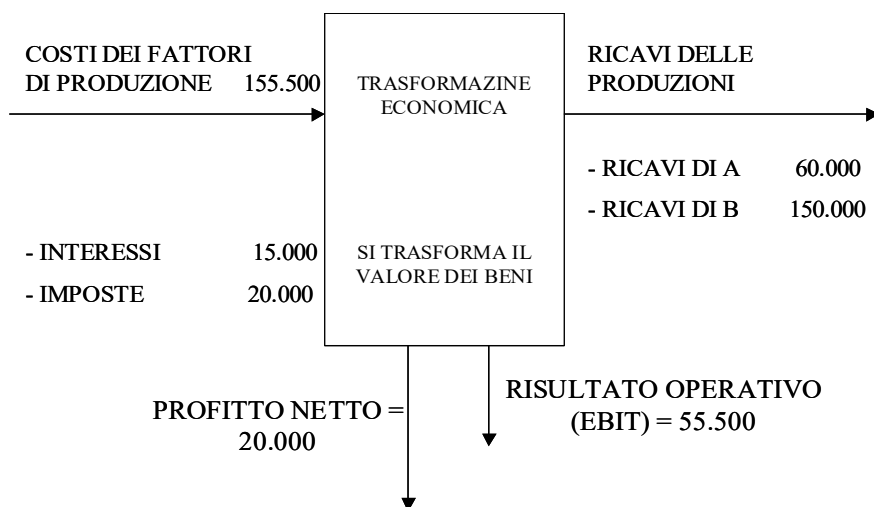 COSTI DEI FATTORI
DI PRODUZIONE 155.500
TRASFORMAZINE
ECONOMICA
RICAVI DELLE
PRODUZIONI
- RICAVI DI A 60.000
- RICAVI DI B 150.000
- INTERESSI 15.000
- IMPOSTE 20.000
SI TRASFORMA IL
VALORE DEI BENI
PROFITTO NETTO =
20.000
RISULTATO OPERATIVO
(EBIT) = 55.500